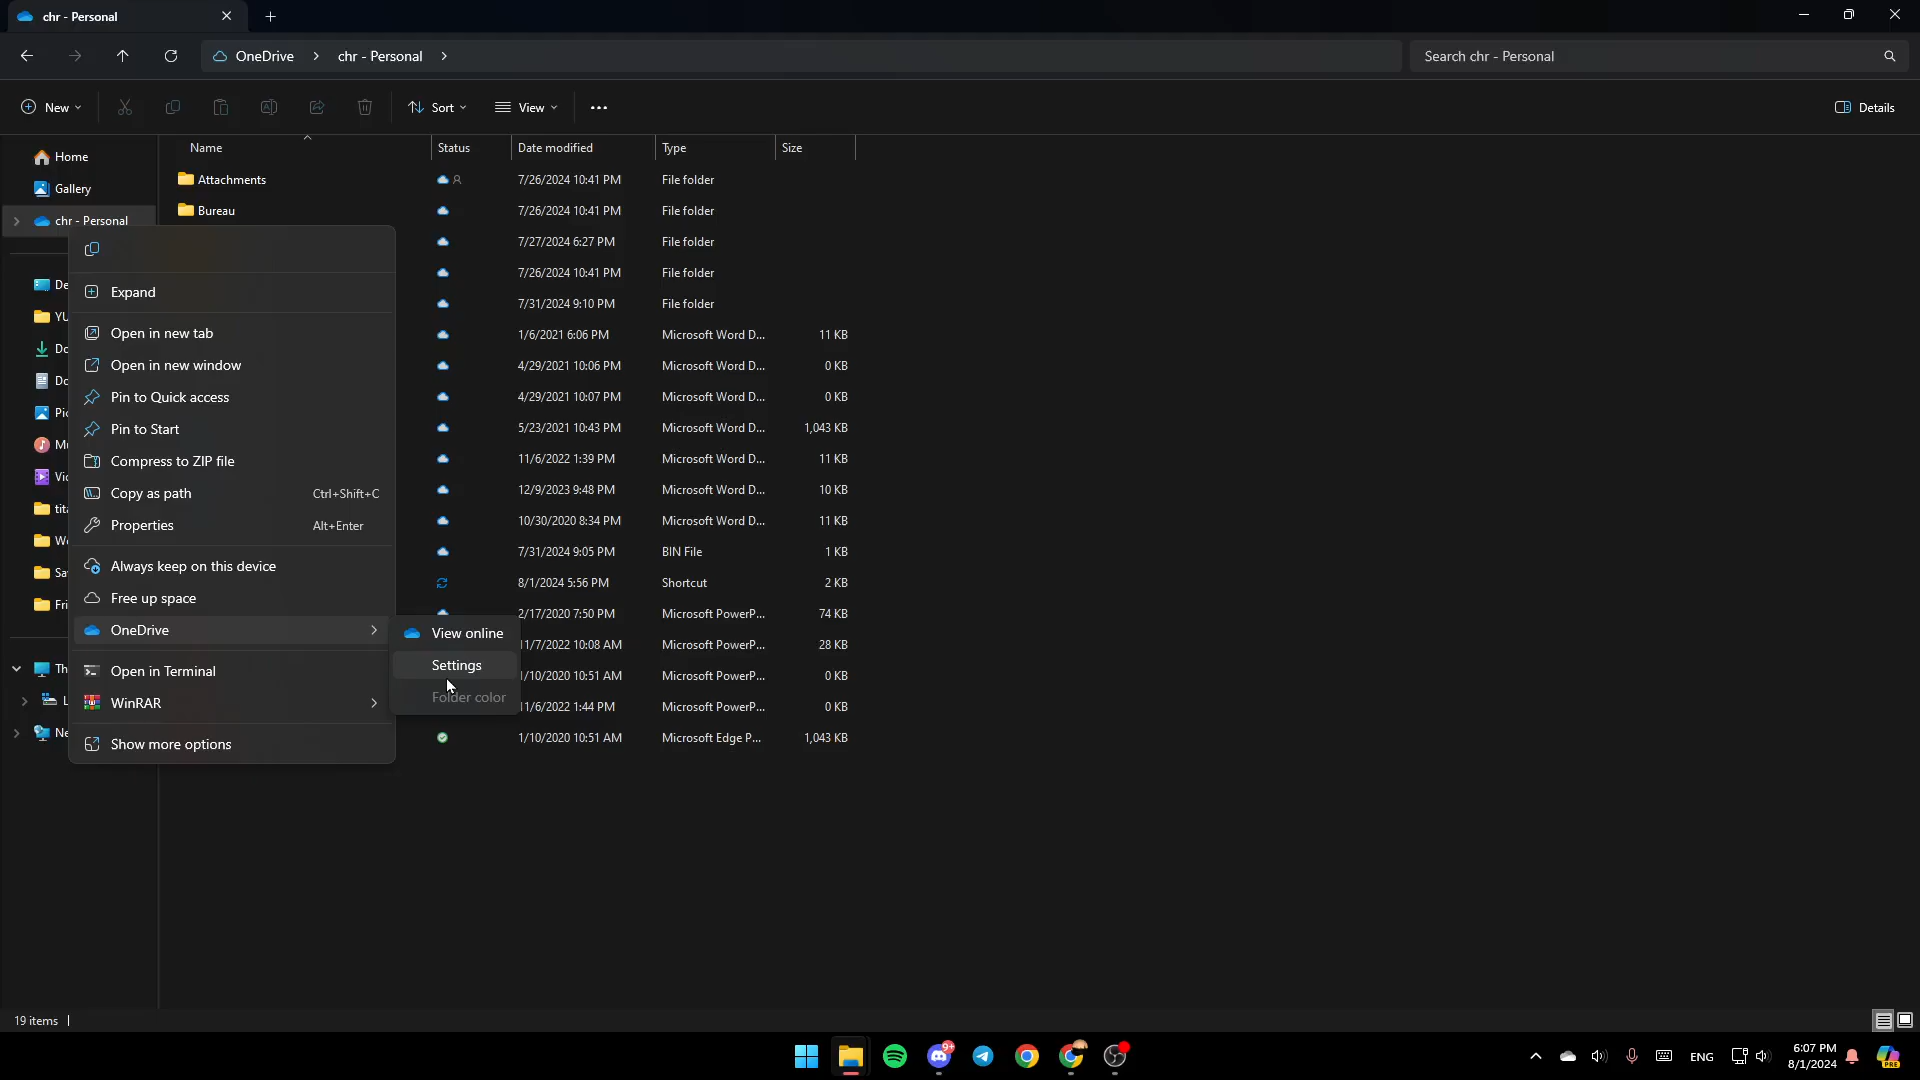 chr - Personal
OneDrive > chr - Personal >
Search chr - Personal
New
Sort
View
Details
Home
Gallery
chr - Personal
Name Status Date modified Type Size
Attachments 7/26/2024 10:41 PM File folder
Bureau 7/26/2024 10:41 PM File folder
7/27/2024 6:27 PM File folder
7/26/2024 10:41 PM File folder
7/31/2024 9:10 PM File folder
1/6/2021 6:06 PM Microsoft Word D... 11 KB
4/29/2021 10:06 PM Microsoft Word D... 0 KB
4/29/2021 10:07 PM Microsoft Word D... 0 KB
5/23/2021 10:43 PM Microsoft Word D... 1,043 KB
11/6/2022 1:39 PM Microsoft Word D... 11 KB
12/9/2023 9:48 PM Microsoft Word D... 10 KB
10/30/2020 8:34 PM Microsoft Word D... 11 KB
7/31/2024 9:05 PM BIN File 1 KB
8/1/2024 5:56 PM Shortcut 2 KB
2/17/2020 7:50 PM Microsoft PowerP... 74 KB
11/7/2022 10:08 AM Microsoft PowerP... 28 KB
1/10/2020 10:51 AM Microsoft PowerP... 0 KB
11/6/2022 1:44 PM Microsoft PowerP... 0 KB
1/10/2020 10:51 AM Microsoft Edge P... 1,043 KB
Expand
Open in new tab
Open in new window
Pin to Quick access
Pin to Start
Compress to ZIP file
Copy as path Ctrl+Shift+C
Properties Alt+Enter
Always keep on this device
Free up space
OneDrive
Open in Terminal
WinRAR
Show more options
View online
Settings
Folder color
19 items
9+
ENG
6:07 PM
8/1/2024
PRE